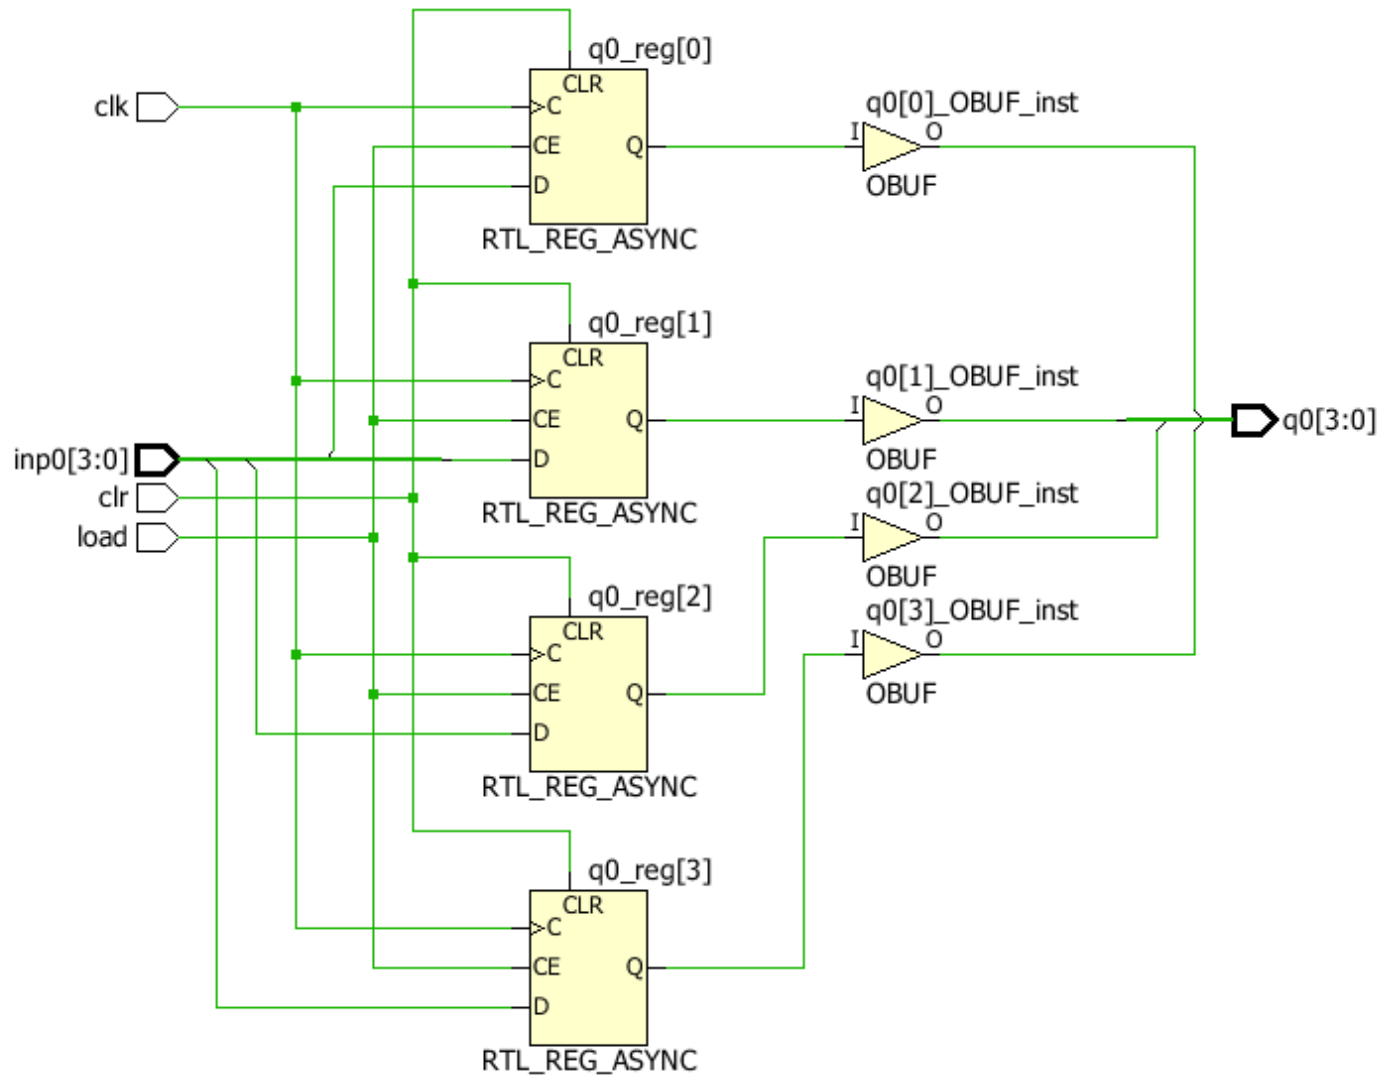 q0_reg[0]
CLR
clk
C
CE
Q
D
RTL_REG_ASYNC
q0[0]_OBUF_inst
I
O
OBUF
q0_reg[1]
CLR
C
CE
Q
D
RTL_REG_ASYNC
q0[1]_OBUF_inst
I
O
OBUF
q0[3:0]
inp0[3:0]
clr
load
q0[2]_OBUF_inst
I
O
OBUF
q0_reg[2]
CLR
C
CE
Q
D
RTL_REG_ASYNC
q0[3]_OBUF_inst
I
O
OBUF
q0_reg[3]
CLR
C
CE
Q
D
RTL_REG_ASYNC